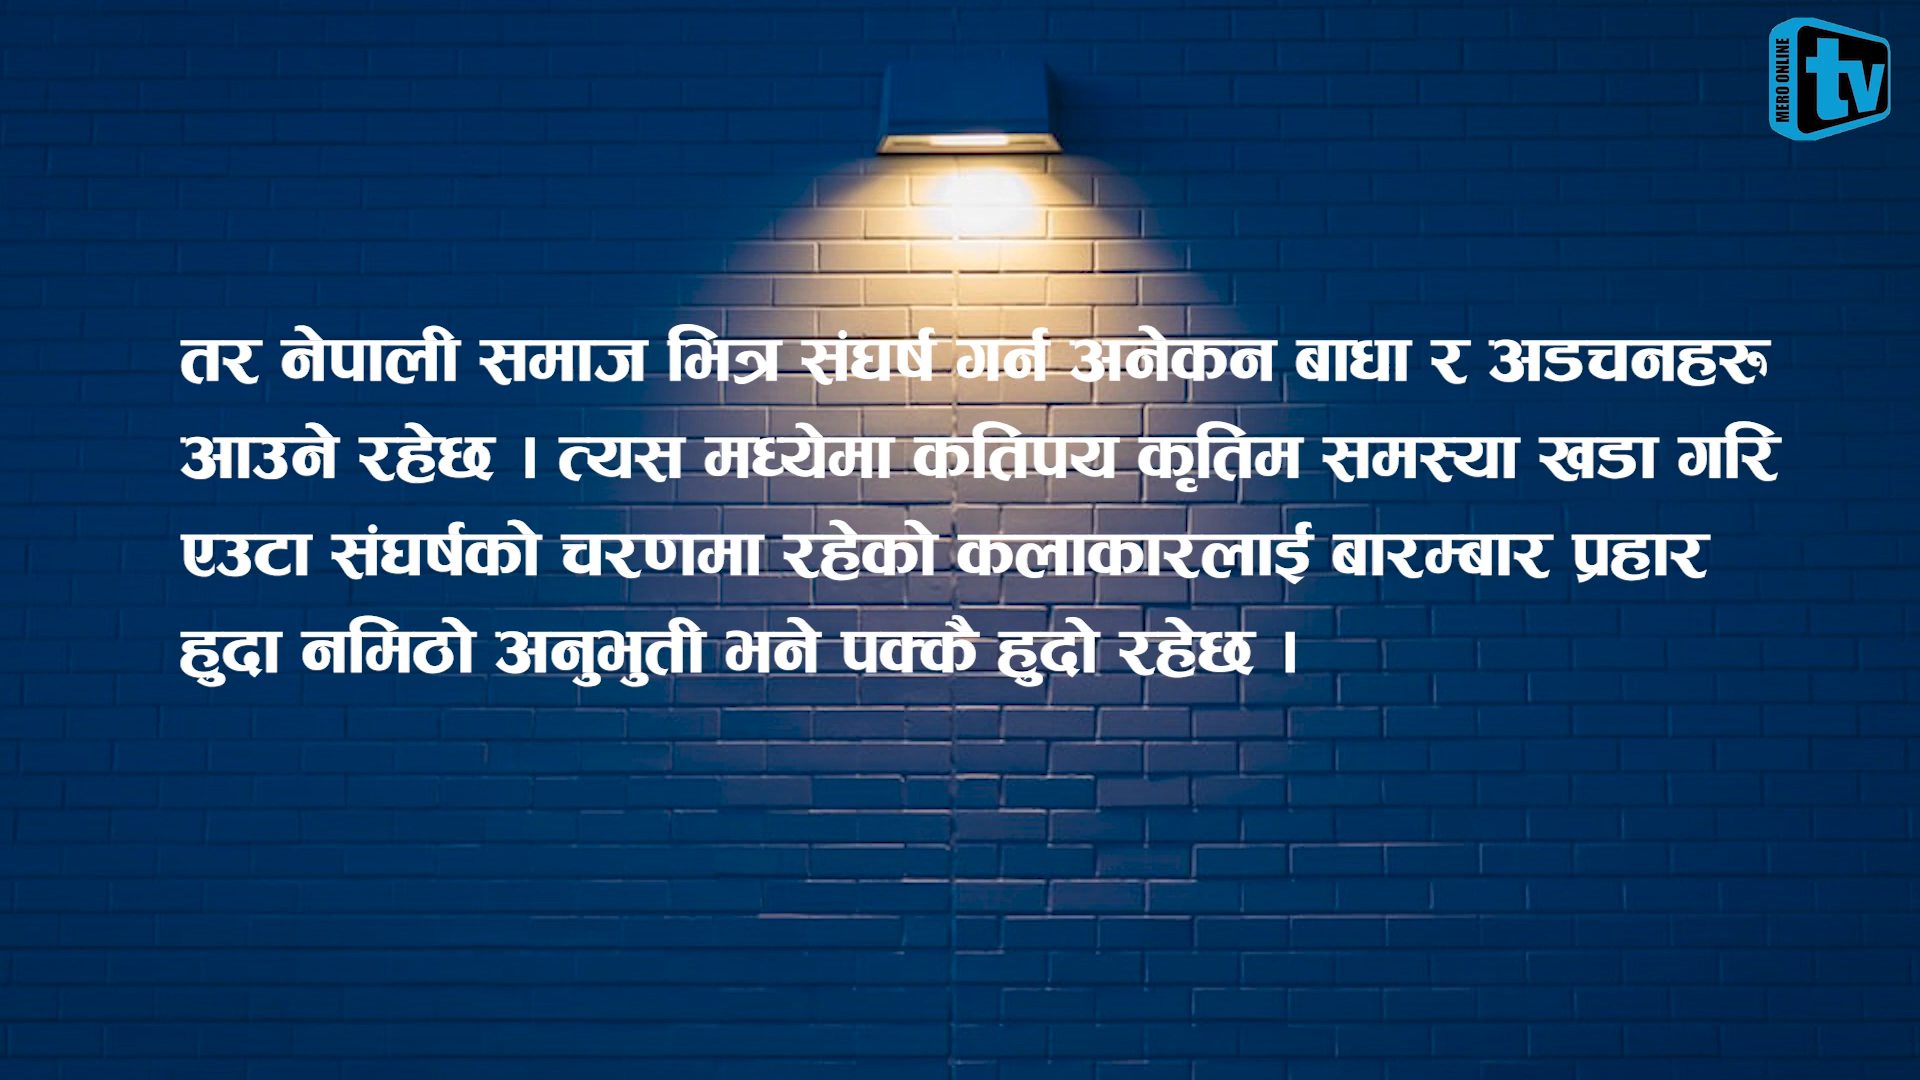 MERO ONLINE
tv
तर नेपाली समाज भित्र संघर्ष गर्न अनेकन बाधा र अडचनहरु
आउने रहेछ । त्यस मध्येमा कतिपय कृतिम समस्या खडा गरि
एउटा संघर्षको चरणमा रहेको कलाकारलाई बारम्बार प्रहार
हुदा नमिठो अनुभुती भने पक्कै हुदो रहेछ ।